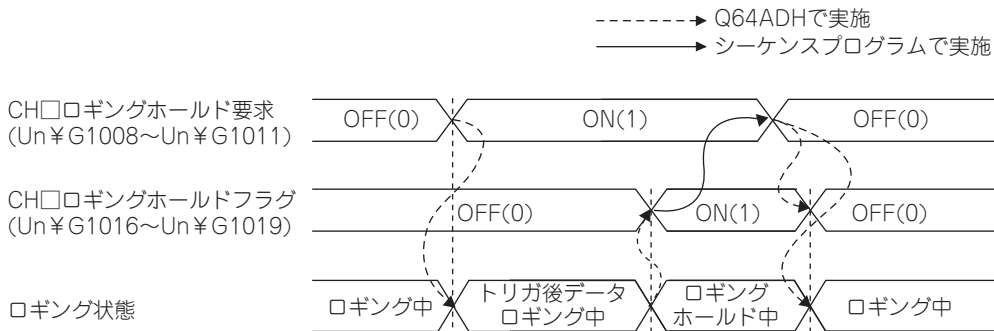 Q64ADHで実施
シーケンスプログラムで実施
CH□ロギングホールド要求
(Un￥G1008～Un￥G1011)
OFF(0)
ON(1)
OFF(0)
CH□ロギングホールドフラグ
(Un￥G1016～Un￥G1019)
OFF(0)
ON(1)
OFF(0)
ロギング状態
ロギング中
トリガ後データ
ロギング中
ロギング
ホールド中
ロギング中